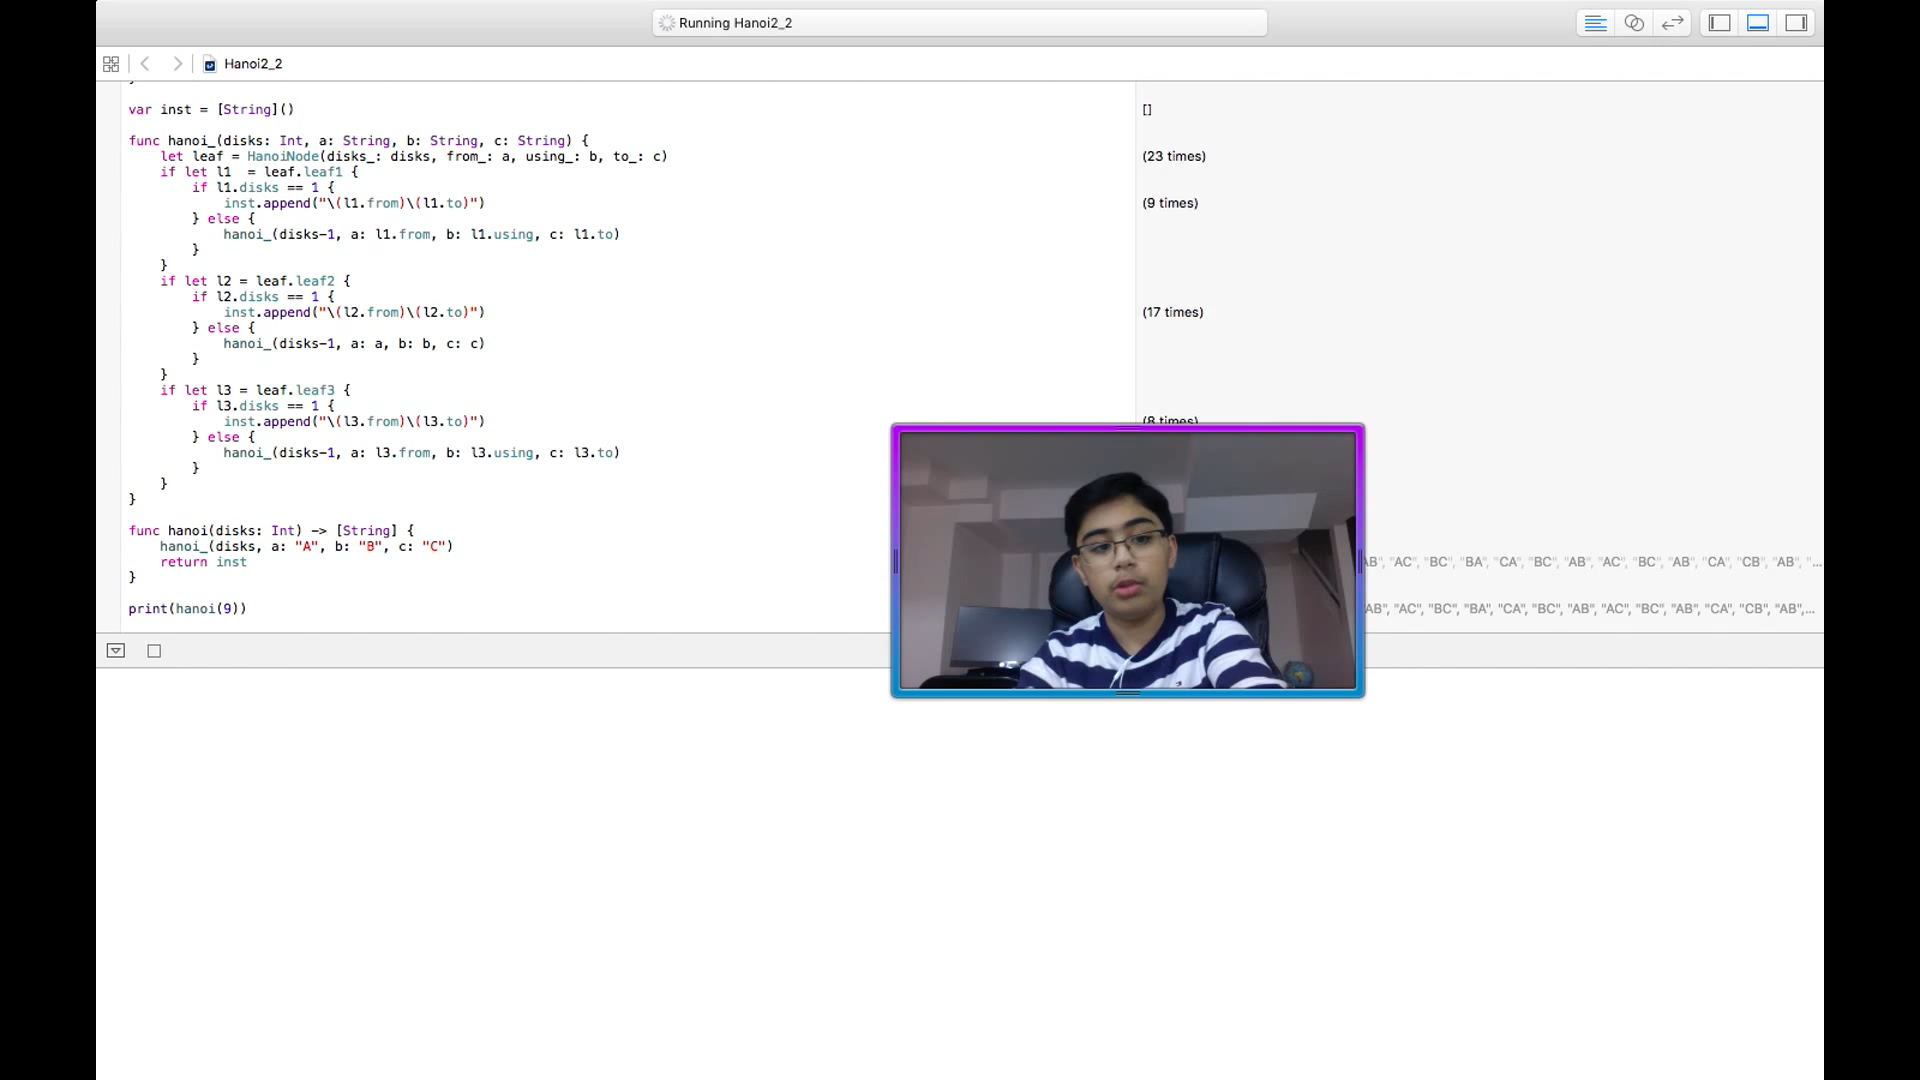 Running Hanoi2_2
Hanoi2_2
var inst = [String]()
[]
func hanoi_(disks: Int, a: String, b: String, c: String) {
let leaf = HanoiNode(disks_: disks, from_: a, using_: b, to_: c)
(23 times)
if let l1  = leaf.leaf1 {
if l1.disks == 1 {
inst.append("\(l1.from)\(l1.to)")
(9 times)
} else {
hanoi_(disks-1, a: l1.from, b: l1.using, c: l1.to)
}
}
if let l2 = leaf.leaf2 {
if l2.disks == 1 {
inst.append("\(l2.from)\(l2.to)")
(17 times)
} else {
hanoi_(disks-1, a: a, b: b, c: c)
}
}
if let l3 = leaf.leaf3 {
if l3.disks == 1 {
inst.append("\(l3.from)\(l3.to)")
(8 times)
} else {
hanoi_(disks-1, a: l3.from, b: l3.using, c: l3.to)
}
}
}
func hanoi(disks: Int) -> [String] {
hanoi_(disks, a: "A", b: "B", c: "C")
return inst
AB", "AC", "BC", "BA", "CA", "BC", "AB", "AC", "BC", "AB", "CA", "CB", "AB", "...
}
print(hanoi(9))
AB", "AC", "BC", "BA", "CA", "BC", "AB", "AC", "BC", "AB", "CA", "CB", "AB",...